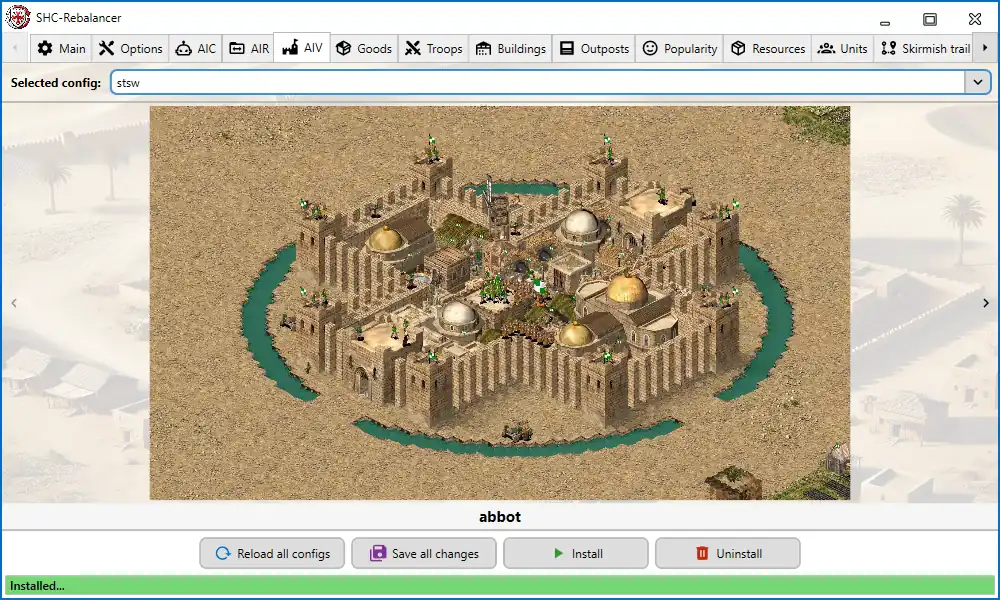 SHC-Rebalancer
Main Options AIC AIR AIV Goods Troops Buildings Outposts Popularity Resources Units Skirmish trail
Selected config: stsw
abbot
Reload all configs Save all changes Install Uninstall
Installed...